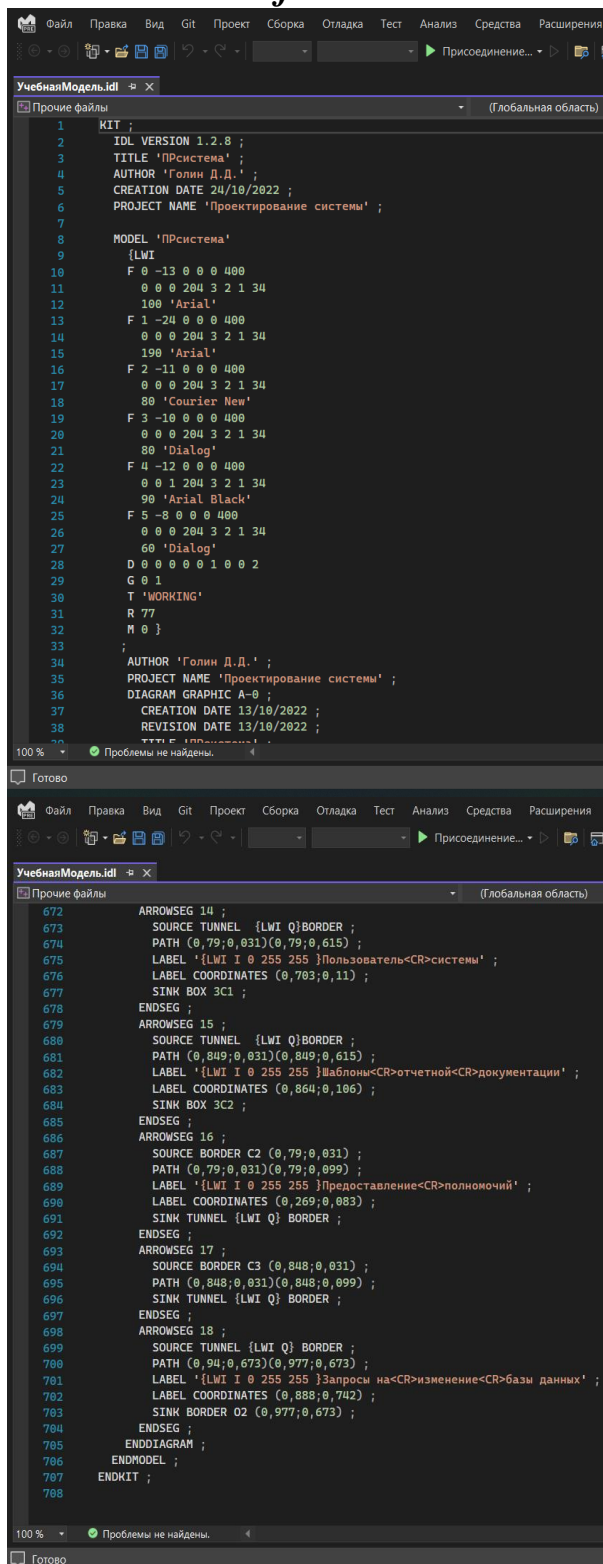 Файл Правка Вид Git Проект Сборка Отладка Тест Анализ Средства Расширения
Присоединение...
УчебнаяМодель.idl
Прочие файлы (Глобальная область)
1 KIT ;
2 IDL VERSION 1.2.8 ;
3 TITLE 'ПРсистема' ;
4 AUTHOR 'Голин Д.Д.' ;
5 CREATION DATE 24/10/2022 ;
6 PROJECT NAME 'Проектирование системы' ;
7
8 MODEL 'ПРсистема'
9 {LWI
10 F 0 -13 0 0 0 400
11 0 0 0 204 3 2 1 34
12 100 'Arial'
13 F 1 -24 0 0 0 400
14 0 0 0 204 3 2 1 34
15 190 'Arial'
16 F 2 -11 0 0 0 400
17 0 0 0 204 3 2 1 34
18 80 'Courier New'
19 F 3 -10 0 0 0 400
20 0 0 0 204 3 2 1 34
21 80 'Dialog'
22 F 4 -12 0 0 0 400
23 0 0 1 204 3 2 1 34
24 90 'Arial Black'
25 F 5 -8 0 0 0 400
26 0 0 0 204 3 2 1 34
27 60 'Dialog'
28 D 0 0 0 0 0 1 0 0 2
29 G 0 1
30 T 'WORKING'
31 R 77
32 M 0 }
33 ;
34 AUTHOR 'Голин Д.Д.' ;
35 PROJECT NAME 'Проектирование системы' ;
36 DIAGRAM GRAPHIC A-0 ;
37 CREATION DATE 13/10/2022 ;
38 REVISION DATE 13/10/2022 ;
100 % Проблемы не найдены.
Готово
Файл Правка Вид Git Проект Сборка Отладка Тест Анализ Средства Расширения
Присоединение...
УчебнаяМодель.idl
Прочие файлы (Глобальная область)
672 ARROWSEG 14 ;
673 SOURCE TUNNEL {LWI Q}BORDER ;
674 PATH (0,79;0,031)(0,79;0,615) ;
675 LABEL '{LWI I 0 255 255 }Пользователь<CR>системы' ;
676 LABEL COORDINATES (0,703;0,11) ;
677 SINK BOX 3C1 ;
678 ENDSEG ;
679 ARROWSEG 15 ;
680 SOURCE TUNNEL {LWI Q}BORDER ;
681 PATH (0,849;0,031)(0,849;0,615) ;
682 LABEL '{LWI I 0 255 255 }Шаблоны<CR>отчетной<CR>документации' ;
683 LABEL COORDINATES (0,864;0,106) ;
684 SINK BOX 3C2 ;
685 ENDSEG ;
686 ARROWSEG 16 ;
687 SOURCE BORDER C2 (0,79;0,031) ;
688 PATH (0,79;0,031)(0,79;0,099) ;
689 LABEL '{LWI I 0 255 255 }Предоставление<CR>полномочий' ;
690 LABEL COORDINATES (0,269;0,083) ;
691 SINK TUNNEL {LWI Q} BORDER ;
692 ENDSEG ;
693 ARROWSEG 17 ;
694 SOURCE BORDER C3 (0,848;0,031) ;
695 PATH (0,848;0,031)(0,848;0,099) ;
696 SINK TUNNEL {LWI Q} BORDER ;
697 ENDSEG ;
698 ARROWSEG 18 ;
699 SOURCE TUNNEL {LWI Q} BORDER ;
700 PATH (0,94;0,673)(0,977;0,673) ;
701 LABEL '{LWI I 0 255 255 }Запросы на<CR>изменение<CR>базы данных' ;
702 LABEL COORDINATES (0,888;0,742) ;
703 SINK BORDER O2 (0,977;0,673) ;
704 ENDSEG ;
705 ENDDIAGRAM ;
706 ENDMODEL ;
707 ENDKIT ;
708
100 % Проблемы не найдены.
Готово